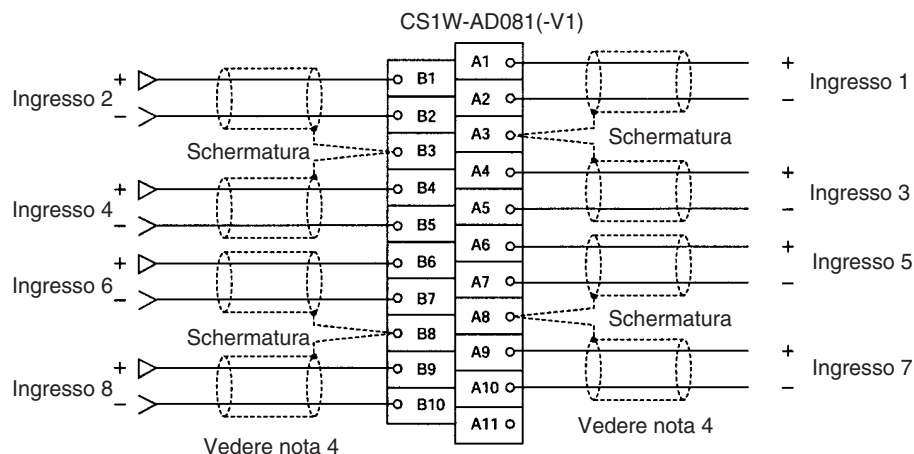 CS1W-AD081(-V1)
Ingresso 2
+
−
B1
B2
Schermatura
B3
Ingresso 4
+
−
B4
B5
Ingresso 6
+
−
B6
B7
Schermatura
B8
Ingresso 8
+
−
B9
B10
Vedere nota 4
A1
A2
+
−
Ingresso 1
A3
Schermatura
A4
A5
+
−
Ingresso 3
A6
A7
+
−
Ingresso 5
A8
Schermatura
A9
A10
+
−
Ingresso 7
A11
Vedere nota 4